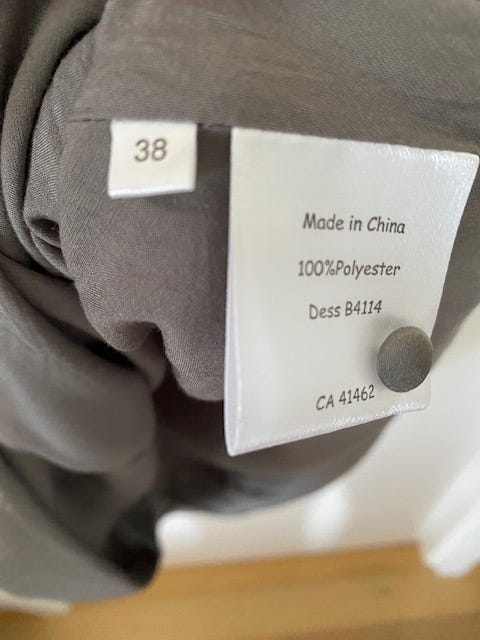 38
Made in China
100%Polyester
Dess B4114
CA 41462